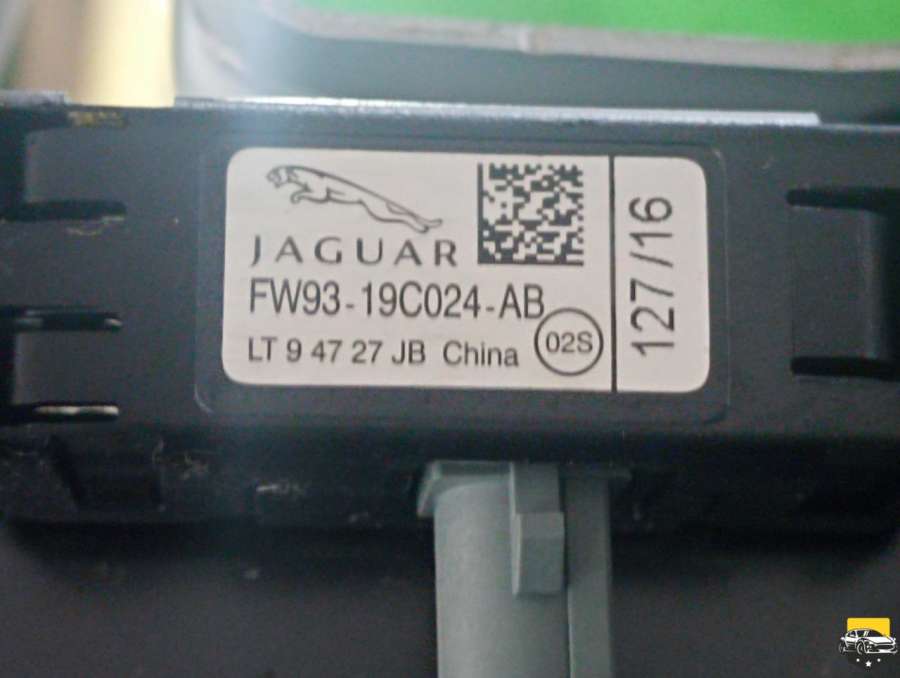 JAGUAR
FW93-19C024-AB
LT 9 47 27 JB China
02S
127/16